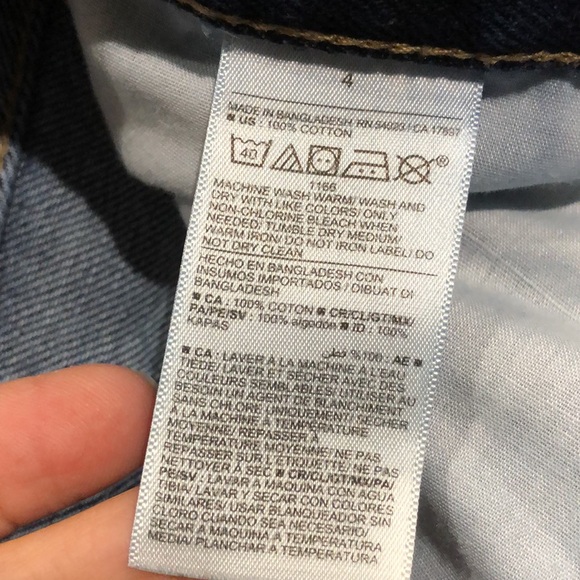 4
MADE IN BANGLADESH RN 54023 / CA 17897
■ US : 100% COTTON
40 ®
1166
MACHINE WASH WARM/ WASH AND
DRY WITH LIKE COLORS/ ONLY
NON-CHLORINE BLEACH WHEN
NEEDED/ TUMBLE DRY MEDIUM/
WARM IRON/ DO NOT IRON LABEL/ DO
NOT DRY CLEAN
HECHO EN BANGLADESH CON
INSUMOS IMPORTADOS / DIBUAT DI
BANGLADESH
■ CA : 100% COTON ■ CR/CL/GT/MX/
PA/PE/SV : 100% algodon ■ ID : 100%
KAPAS
■ AE : 100% قطن
■ CA : LAVER A LA MACHINE A L'EAU
TIEDE/ LAVER ET SECHER AVEC DES
COULEURS SEMBLABLES/ UTILISER AU
BESOIN UN AGENT DE BLANCHIMENT
SANS CHLORE UNIQUEMENT/ SECHER
A LA MACHINE A TEMPERATURE
MOYENNE/ REPASSER A
TEMPERATURE MOYENNE/ NE PAS
REPASSER SUR L'ETIQUETTE/ NE PAS
NETTOYER A SEC ■ CR/CL/GT/MX/PA/
PE/SV : LAVAR A MAQUINA CON AGUA
TIBIA/ LAVAR Y SECAR CON COLORES
SIMILARES/ USAR BLANQUEADOR SIN
CLORO CUANDO SEA NECESARIO/
SECAR A MAQUINA A TEMPERATURA
MEDIA/ PLANCHAR A TEMPERATURA